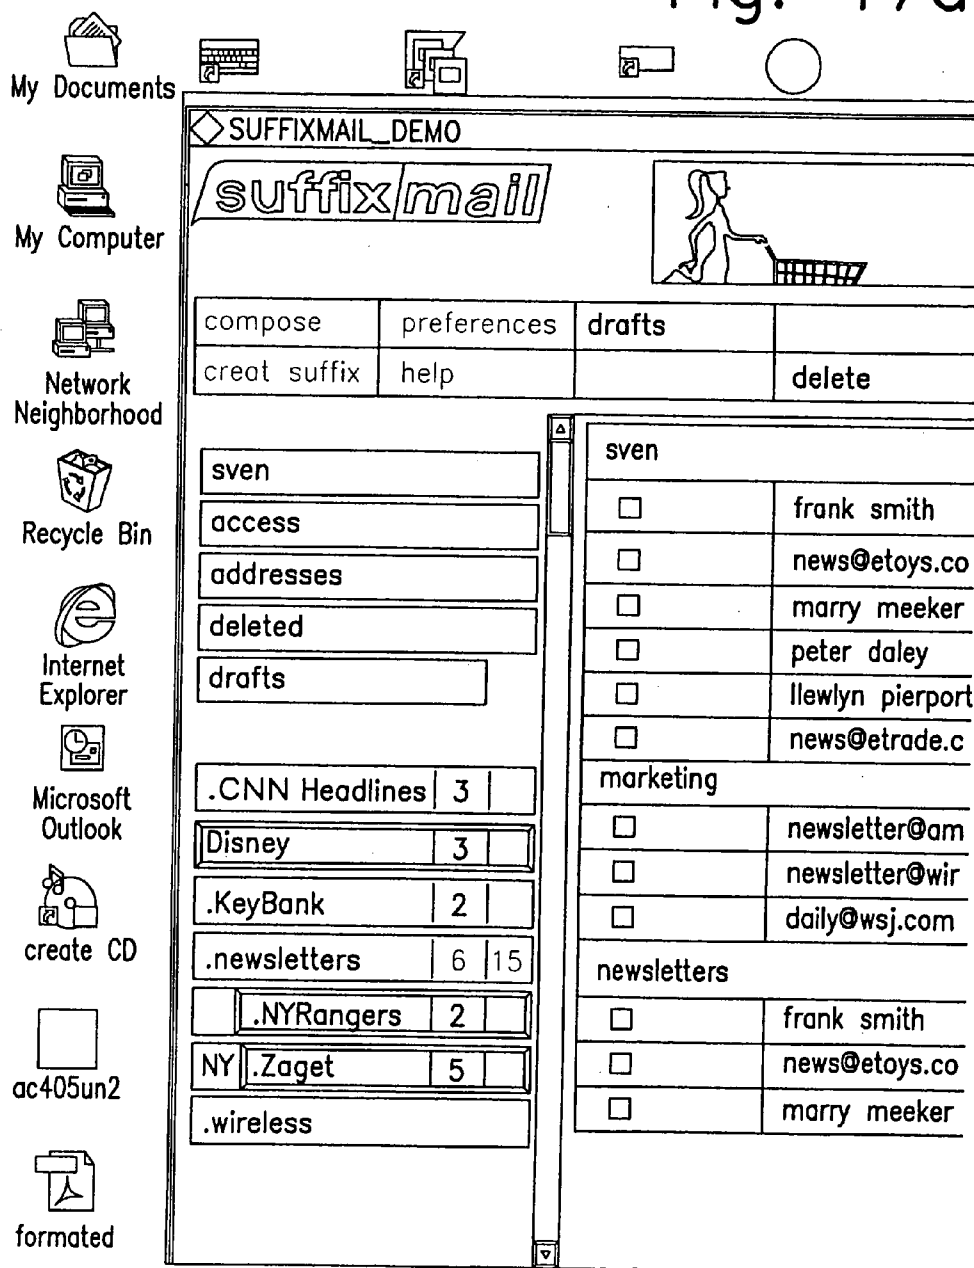 Fig. 17a
My Documents
SUFFIXMAIL_DEMO
suffix/mail
My Computer
compose preferences drafts
creat suffix help delete
Network
Neighborhood
sven
access
addresses
deleted
drafts
Recycle Bin
Internet
Explorer
Microsoft
Outlook
create CD
ac405un2
formated
.CNN Headlines 3
Disney 3
.KeyBank 2
.newsletters 6 15
.NYRangers 2
NY .Zaget 5
.wireless
sven
frank smith
news@etoys.co
marry meeker
peter daley
llewlyn pierport
news@etrade.c
marketing
newsletter@am
newsletter@wir
daily@wsj.com
newsletters
frank smith
news@etoys.co
marry meeker